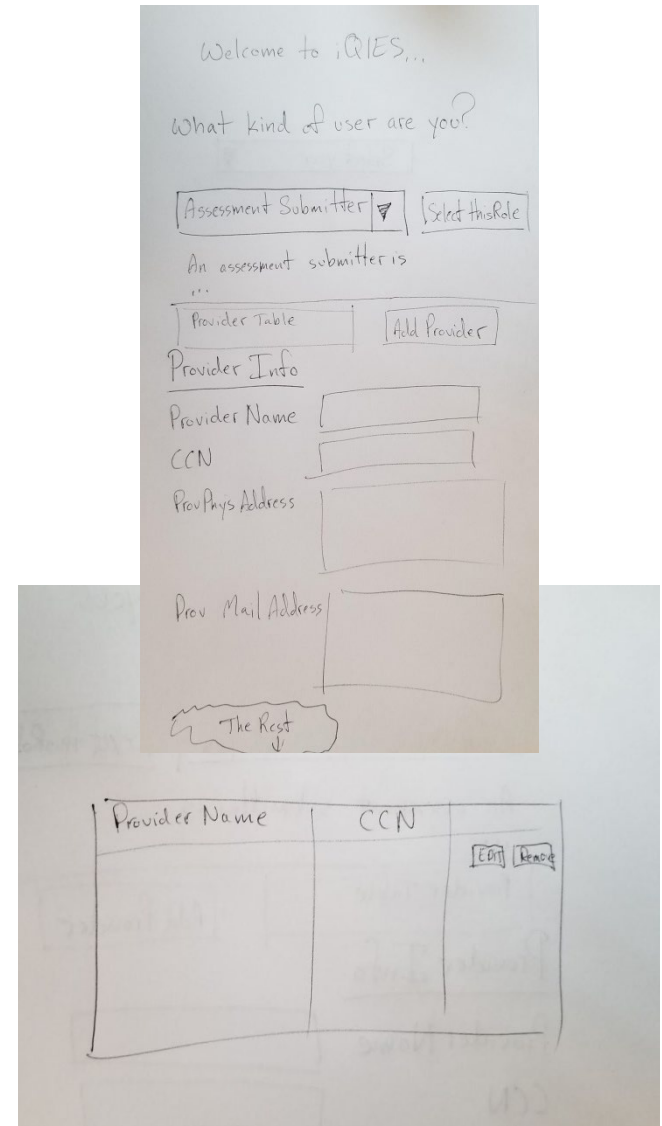 Welcome to iQIES...
What kind of user are you?
Assessment Submitter Select this Role
An assessment submitter is
...
Provider Table Add Provider
Provider Info
Provider Name
CCN
Prov Phys Address
Prov Mail Address
The Rest
Provider Name CCN
EDIT Remove